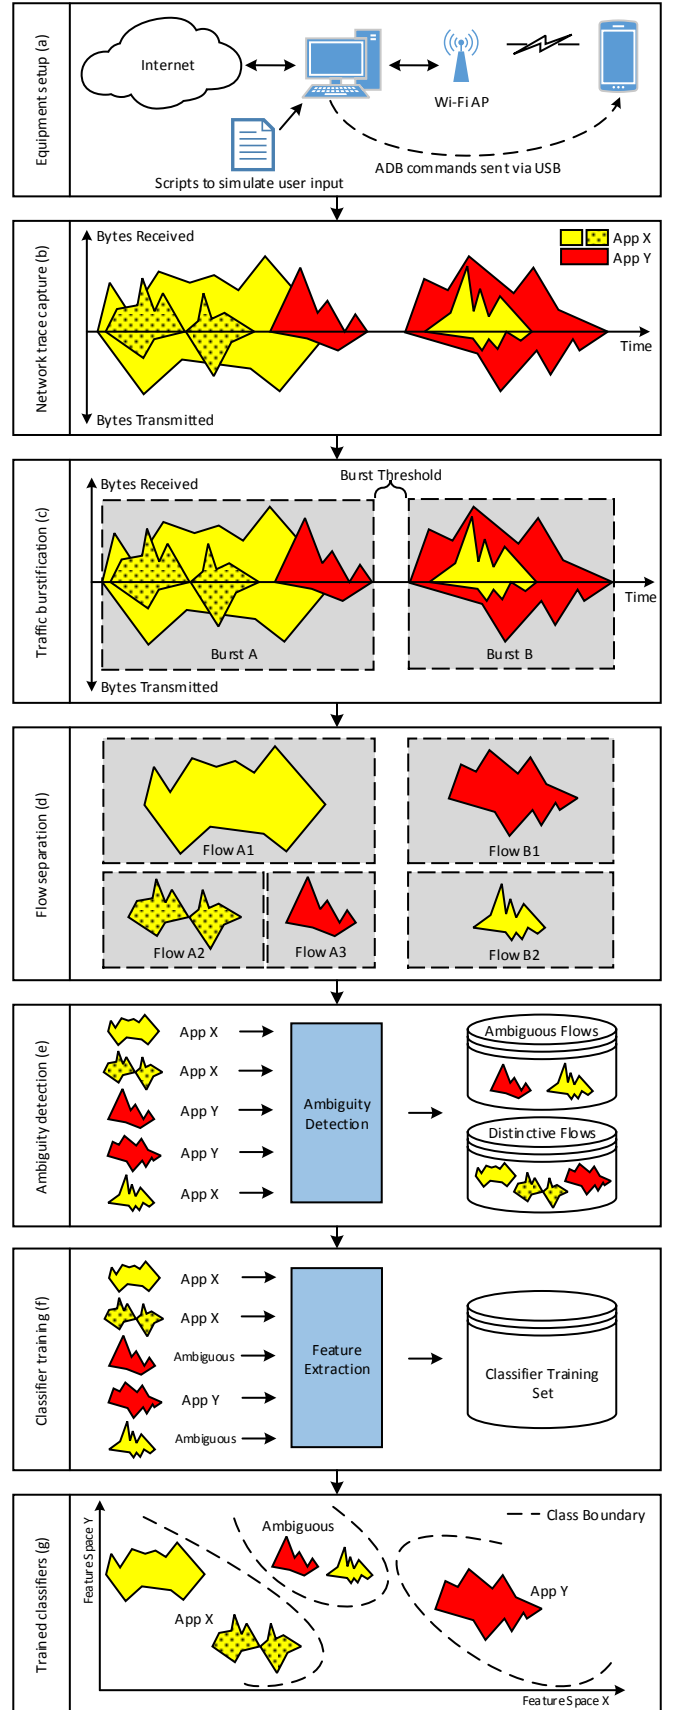 Equipment setup (a)
Internet
Wi-Fi AP
Scripts to simulate user input
ADB commands sent via USB
Network trace capture (b)
Bytes Received
App X
App Y
Time
Bytes Transmitted
Traffic burstification (c)
Burst Threshold
Bytes Received
Time
Burst A
Burst B
Bytes Transmitted
Flow separation (d)
Flow A1
Flow B1
Flow A2
Flow A3
Flow B2
Ambiguity detection (e)
App X
App X
App Y
App Y
App X
Ambiguity
Detection
Ambiguous Flows
Distinctive Flows
Classifier training (f)
App X
App X
Ambiguous
App Y
Ambiguous
Feature
Extraction
Classifier Training
Set
Trained classifiers (g)
Feature Space Y
Ambiguous
Class Boundary
App X
App Y
Feature Space X